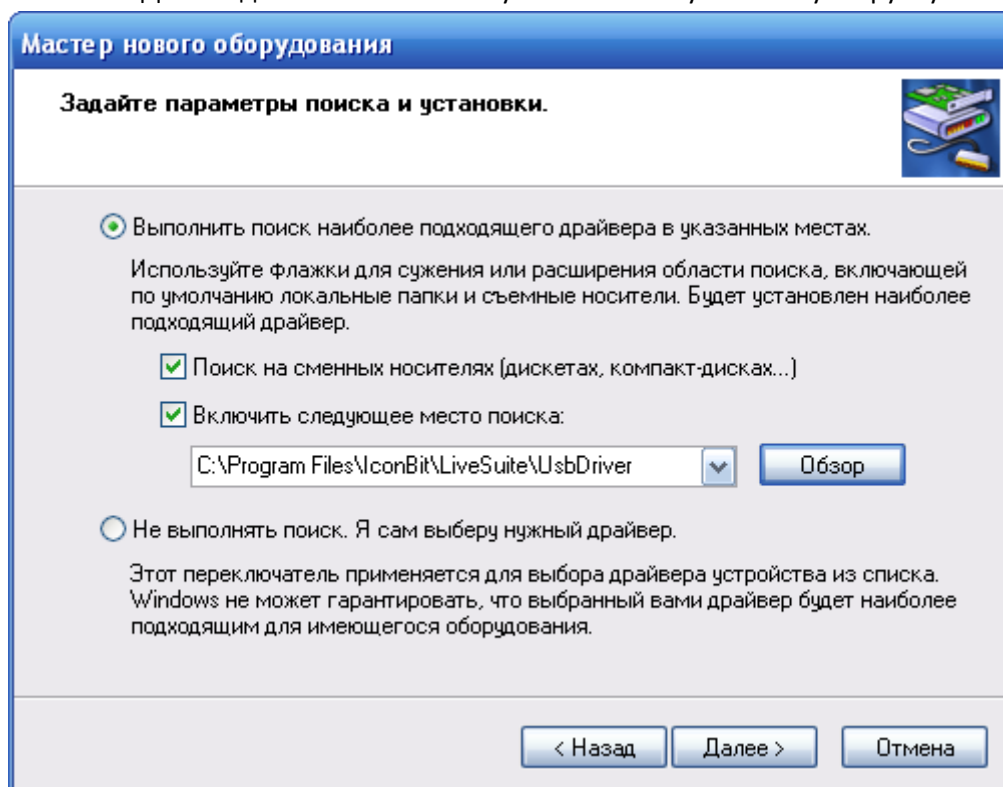 Мастер нового оборудования
Задайте параметры поиска и установки.
Выполнить поиск наиболее подходящего драйвера в указанных местах.
Используйте флажки для сужения или расширения области поиска, включающей
по умолчанию локальные папки и съемные носители. Будет установлен наиболее
подходящий драйвер.
Поиск на сменных носителях (дискетах, компакт-дисках...)
Включить следующее место поиска:
C:\Program Files\IconBit\LiveSuite\UsbDriver
Обзор
Не выполнять поиск. Я сам выберу нужный драйвер.
Этот переключатель применяется для выбора драйвера устройства из списка.
Windows не может гарантировать, что выбранный вами драйвер будет наиболее
подходящим для имеющегося оборудования.
< Назад Далее > Отмена